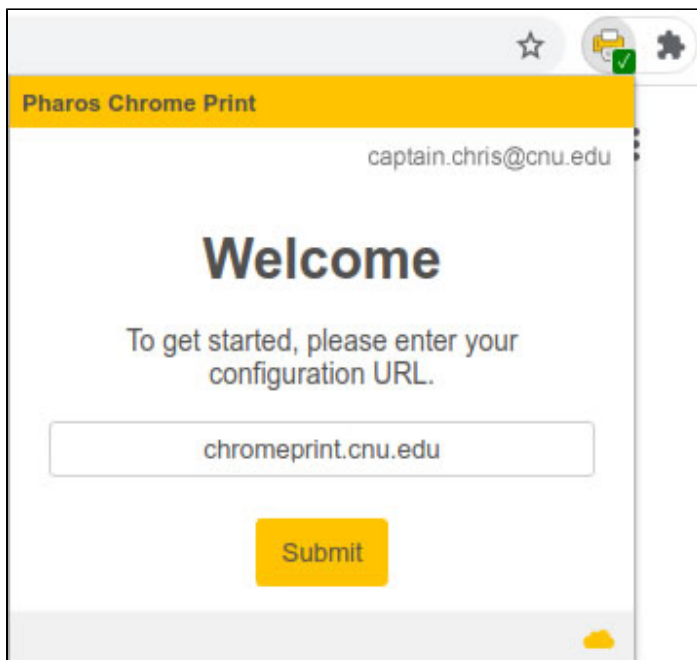 Pharos Chrome Print
captain.chris@cnu.edu
Welcome
To get started, please enter your
configuration URL.
chromeprint.cnu.edu
Submit